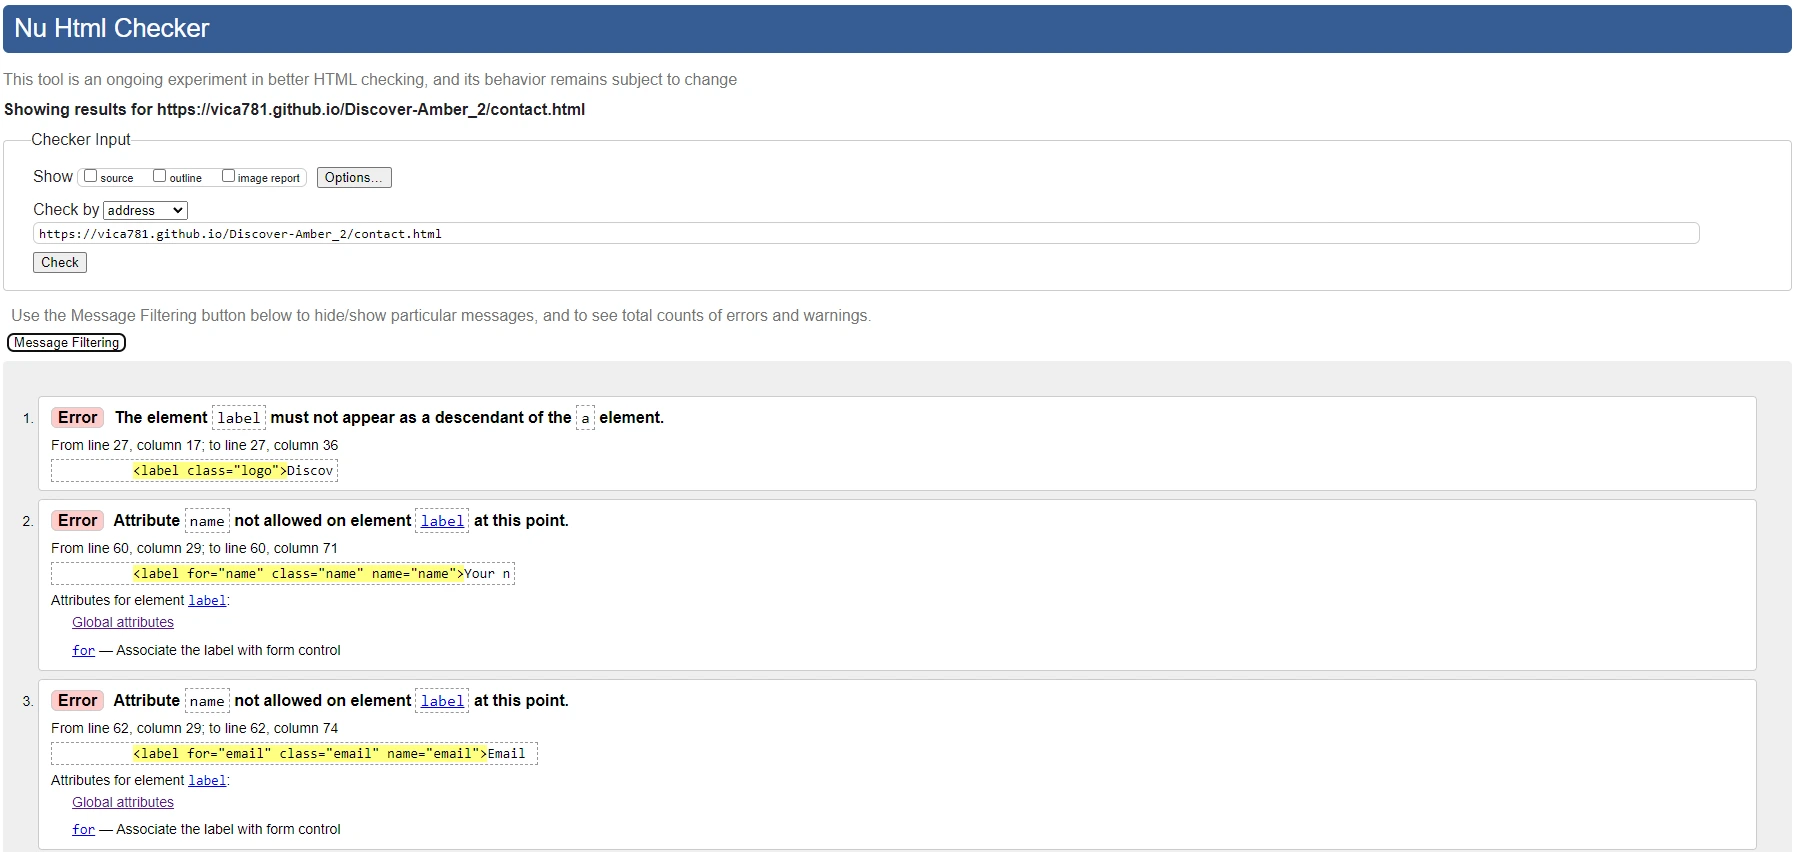 Nu Html Checker
This tool is an ongoing experiment in better HTML checking, and its behavior remains subject to change
Showing results for https://vica781.github.io/Discover-Amber_2/contact.html
Checker Input
Show source outline image report Options...
Check by address
https://vica781.github.io/Discover-Amber_2/contact.html
Check
Use the Message Filtering button below to hide/show particular messages, and to see total counts of errors and warnings.
Message Filtering
1. Error The element label must not appear as a descendant of the a element.
From line 27, column 17; to line 27, column 36
<label class="logo">Discov
2. Error Attribute name not allowed on element label at this point.
From line 60, column 29; to line 60, column 71
<label for="name" class="name" name="name">Your n
Attributes for element label:
Global attributes
for — Associate the label with form control
3. Error Attribute name not allowed on element label at this point.
From line 62, column 29; to line 62, column 74
<label for="email" class="email" name="email">Email
Attributes for element label:
Global attributes
for — Associate the label with form control